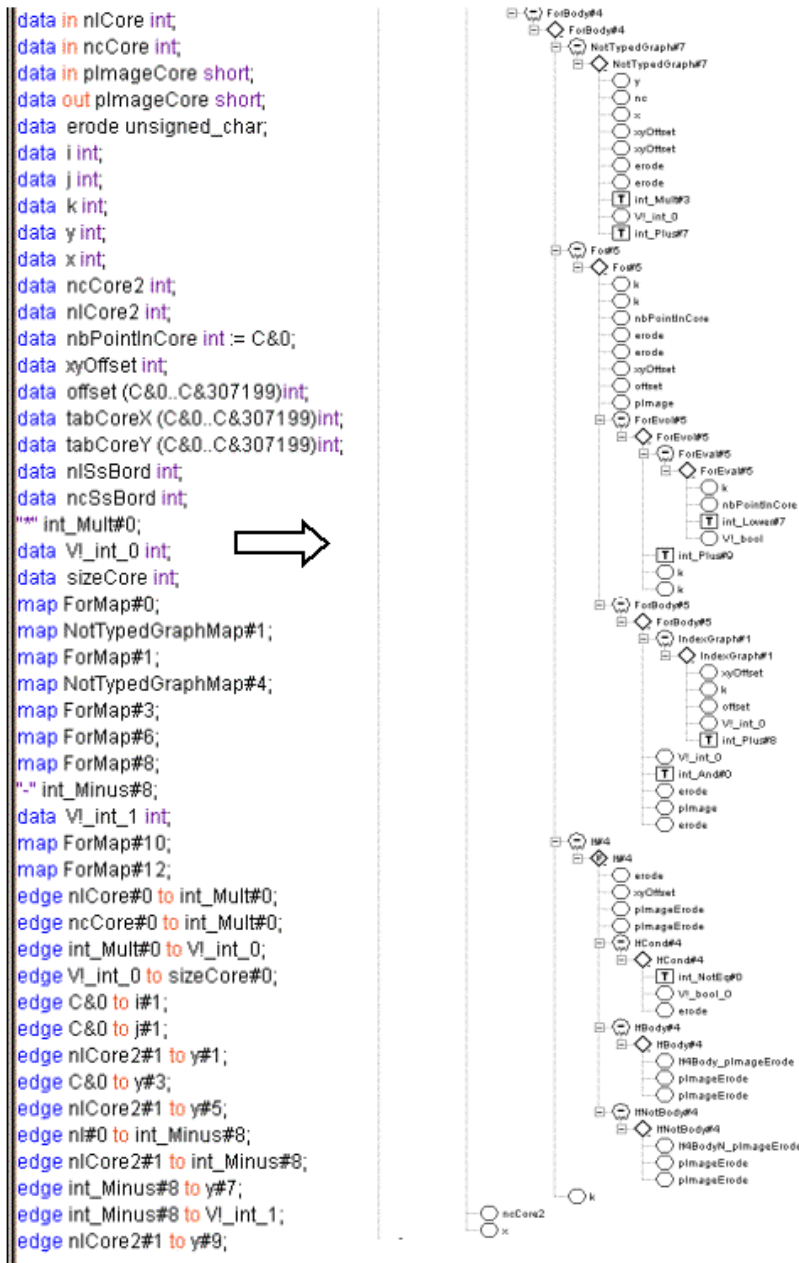 data in nlCore int;
data in ncCore int;
data in pImageCore short;
data out pImageCore short;
data erode unsigned_char;
data i int;
data j int;
data k int;
data y int;
data x int;
data ncCore2 int;
data nlCore2 int;
data nbPointInCore int := C&0;
data xyOffset int;
data offset (C&0..C&307199)int;
data tabCoreX (C&0..C&307199)int;
data tabCoreY (C&0..C&307199)int;
data nlSsBord int;
data ncSsBord int;
"*" int_Mult#0;
data V!_int_0 int;
data sizeCore int;
map ForMap#0;
map NotTypedGraphMap#1;
map ForMap#1;
map NotTypedGraphMap#4;
map ForMap#3;
map ForMap#6;
map ForMap#8;
"-" int_Minus#8;
data V!_int_1 int;
map ForMap#10;
map ForMap#12;
edge nlCore#0 to int_Mult#0;
edge ncCore#0 to int_Mult#0;
edge int_Mult#0 to V!_int_0;
edge V!_int_0 to sizeCore#0;
edge C&0 to i#1;
edge C&0 to j#1;
edge nlCore2#1 to y#1;
edge C&0 to y#3;
edge nlCore2#1 to y#5;
edge nl#0 to int_Minus#8;
edge nlCore2#1 to int_Minus#8;
edge int_Minus#8 to y#7;
edge int_Minus#8 to V!_int_1;
edge nlCore2#1 to y#9;
ForBody#4
ForBody#4
NotTypedGraph#7
NotTypedGraph#7
y
nc
x
xyOffset
xyOffset
erode
erode
T int_Mult#3
V!_int_0
T int_Plus#7
For#5
For#5
k
k
nbPointInCore
erode
erode
xyOffset
offset
pImage
ForEvol#5
ForEvol#5
ForEval#5
ForEval#5
k
nbPointInCore
T int_Lower#7
V!_bool
T int_Plus#9
k
k
ForBody#5
ForBody#5
IndexGraph#1
IndexGraph#1
xyOffset
k
offset
V!_int_0
T int_Plus#8
V!_int_0
T int_And#0
erode
pImage
erode
If#4
If#4
erode
xyOffset
pImageErode
pImageErode
IfCond#4
IfCond#4
T int_NotEq#0
V!_bool_0
erode
IfBody#4
IfBody#4
If4Body_pImageErode
pImageErode
pImageErode
IfNotBody#4
IfNotBody#4
If4BodyN_pImageErode
pImageErode
pImageErode
k
ncCore2
x